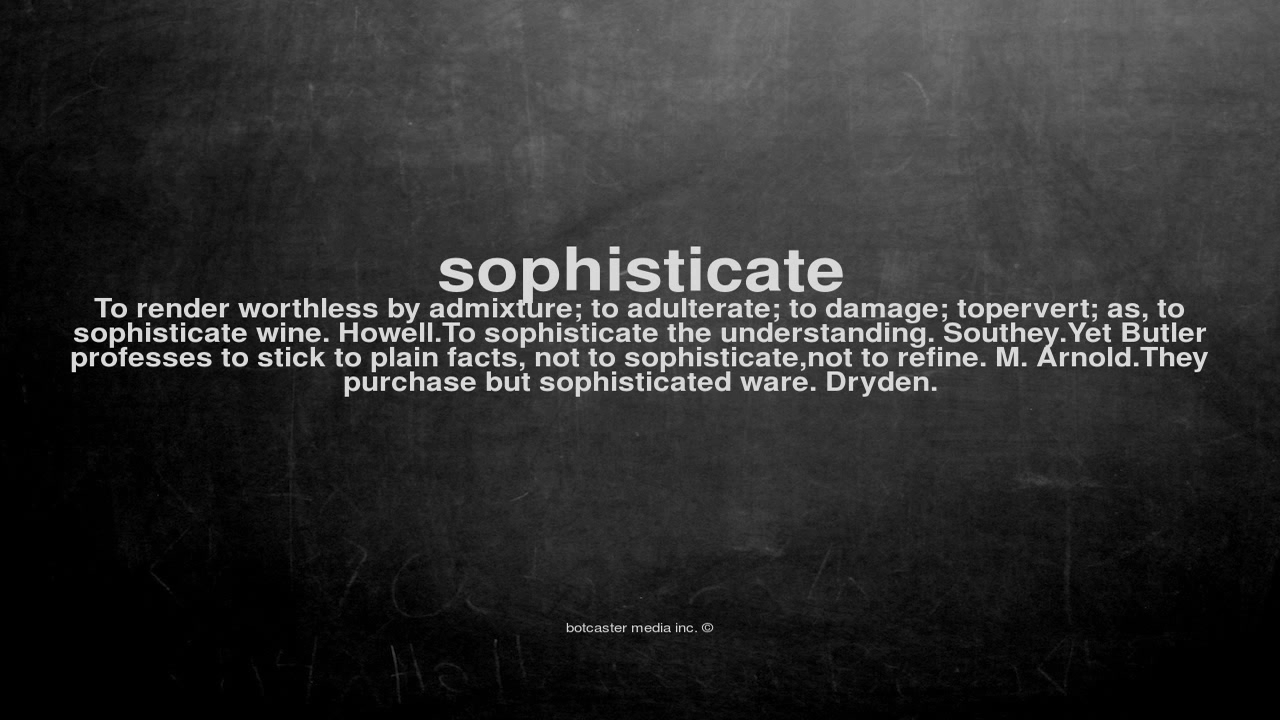 sophisticate
To render worthless by admixture; to adulterate; to damage; topervert; as, to
sophisticate wine. Howell.To sophisticate the understanding. Southey.Yet Butler
professes to stick to plain facts, not to sophisticate,not to refine. M. Arnold.They
purchase but sophisticated ware. Dryden.
botcaster media inc. ©